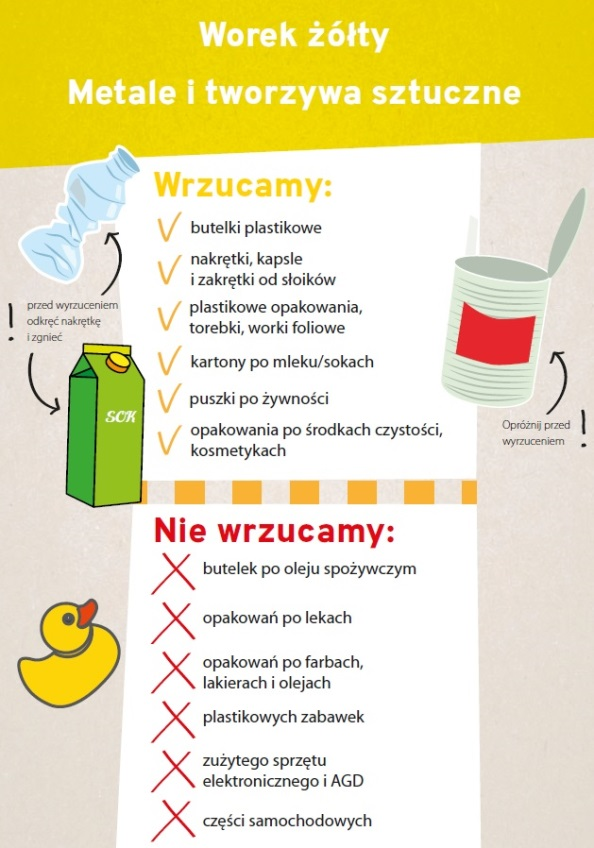 Worek żółty
Metale i tworzywa sztuczne
Wrzucamy:
butelki plastikowe
nakrętki, kapsle
i zakrętki od słoików
plastikowe opakowania,
torebki, worki foliowe
kartony po mleku/sokach
puszki po żywności
opakowania po środkach czystości,
kosmetykach
! przed wyrzuceniem
odkręć nakrętkę
i zgnieć
SOK
Opróżnij przed
wyrzuceniem !
Nie wrzucamy:
butelek po oleju spożywczym
opakowań po lekach
opakowań po farbach,
lakierach i olejach
plastikowych zabawek
zużytego sprzętu
elektronicznego i AGD
części samochodowych